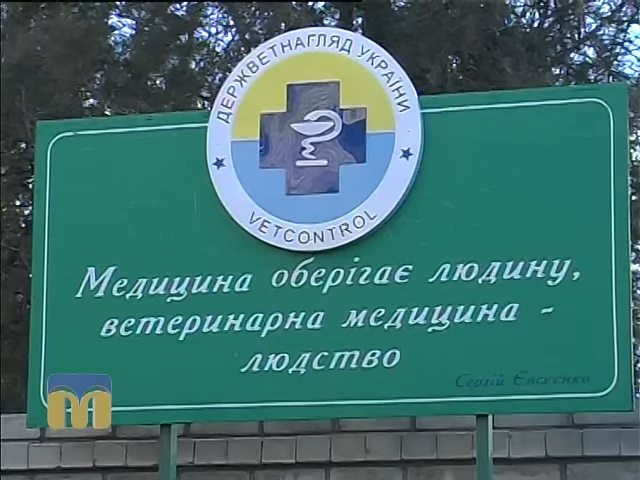 ДЕРЖВЕТНАГЛЯД УКРАЇНИ
VETCONTROL
Медицина оберігає людину,
ветеринарна медицина -
людство
Сергій Євсєєнко
М